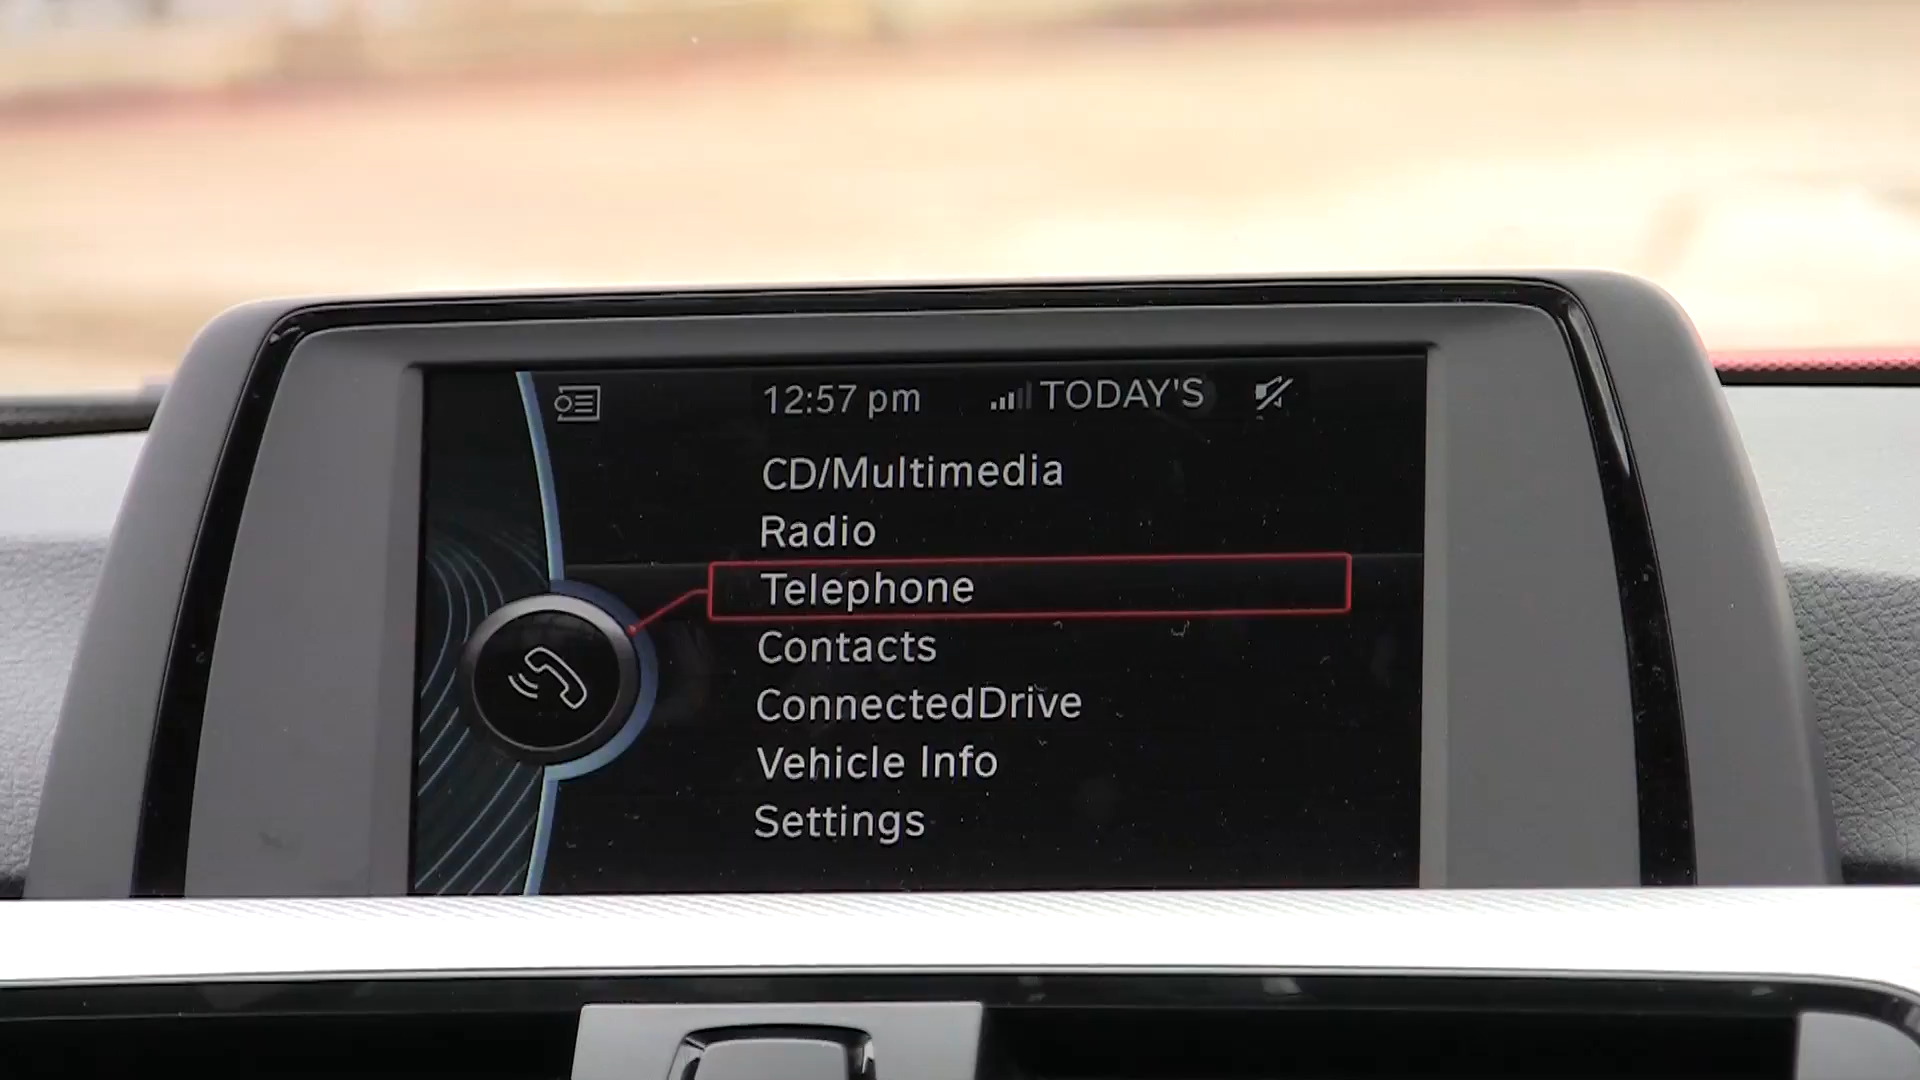 12:57 pm TODAY'S
CD/Multimedia
Radio
Telephone
Contacts
ConnectedDrive
Vehicle Info
Settings